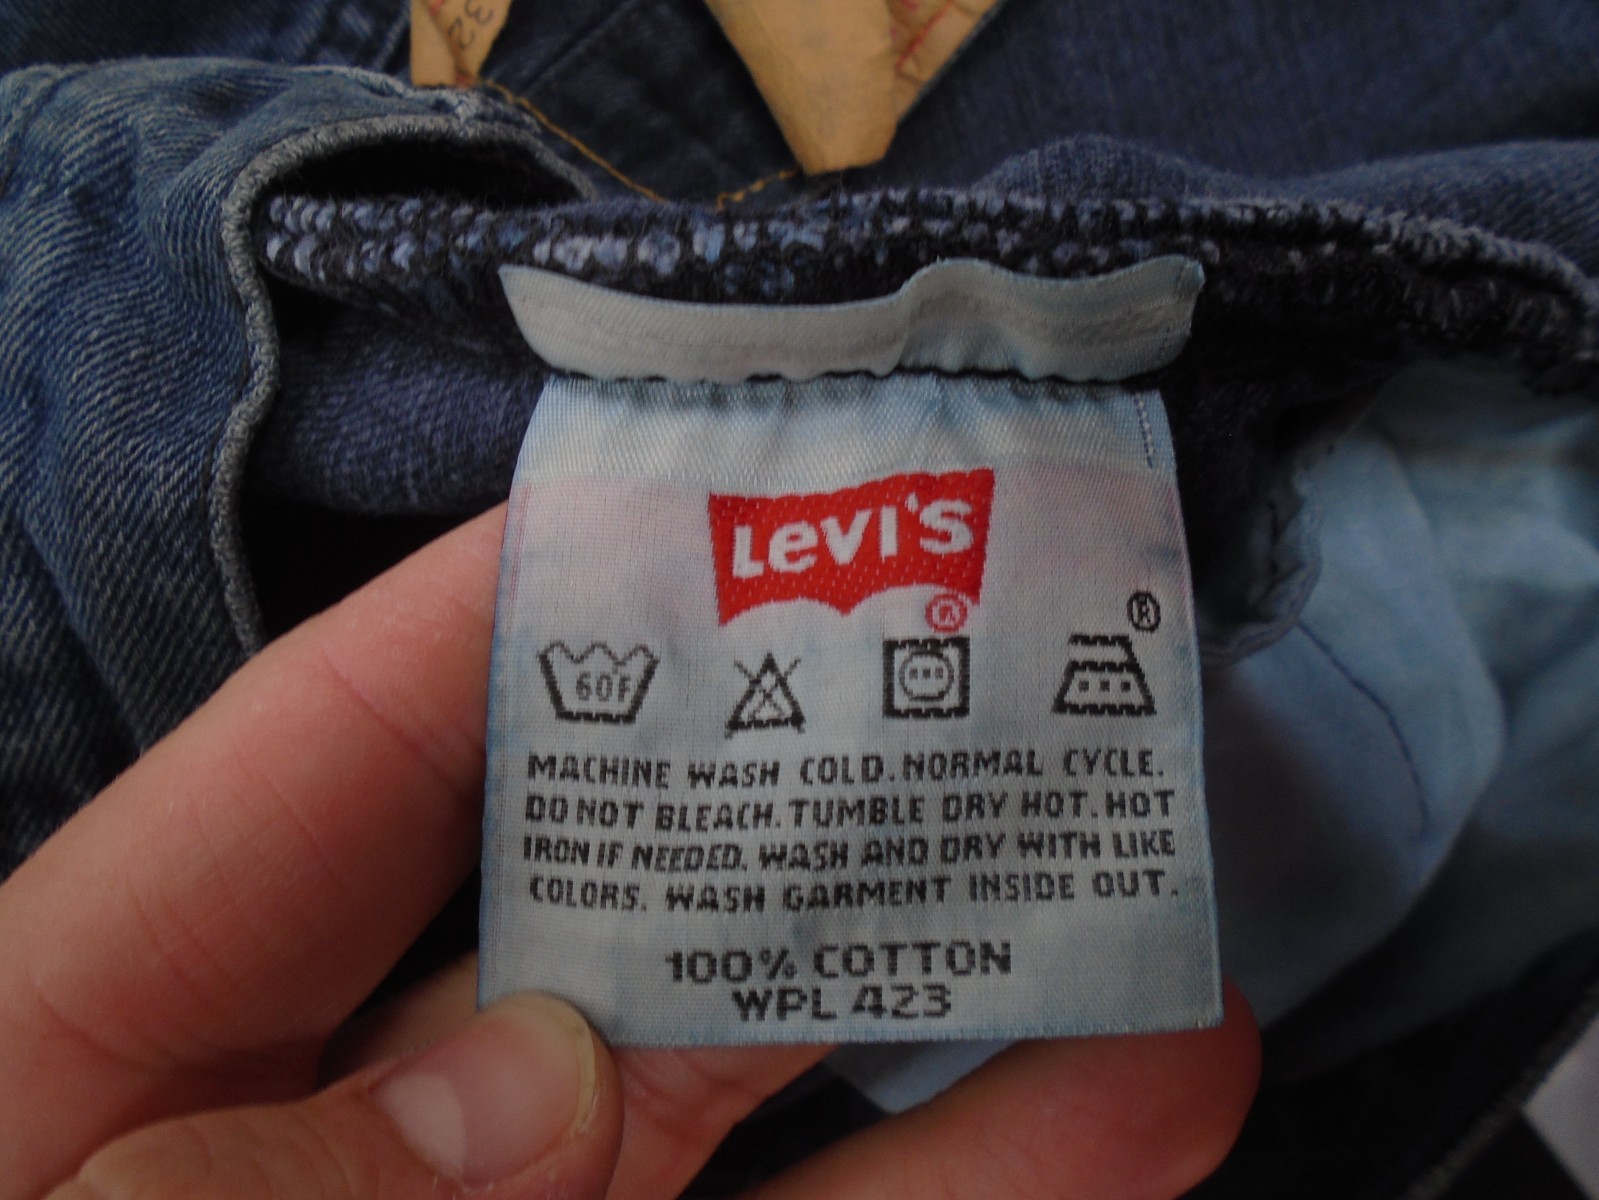 32
LEVI'S
®
®
60F
MACHINE WASH COLD. NORMAL CYCLE.
DO NOT BLEACH. TUMBLE DRY HOT. HOT
IRON IF NEEDED. WASH AND DRY WITH LIKE
COLORS. WASH GARMENT INSIDE OUT.
100% COTTON
WPL 423